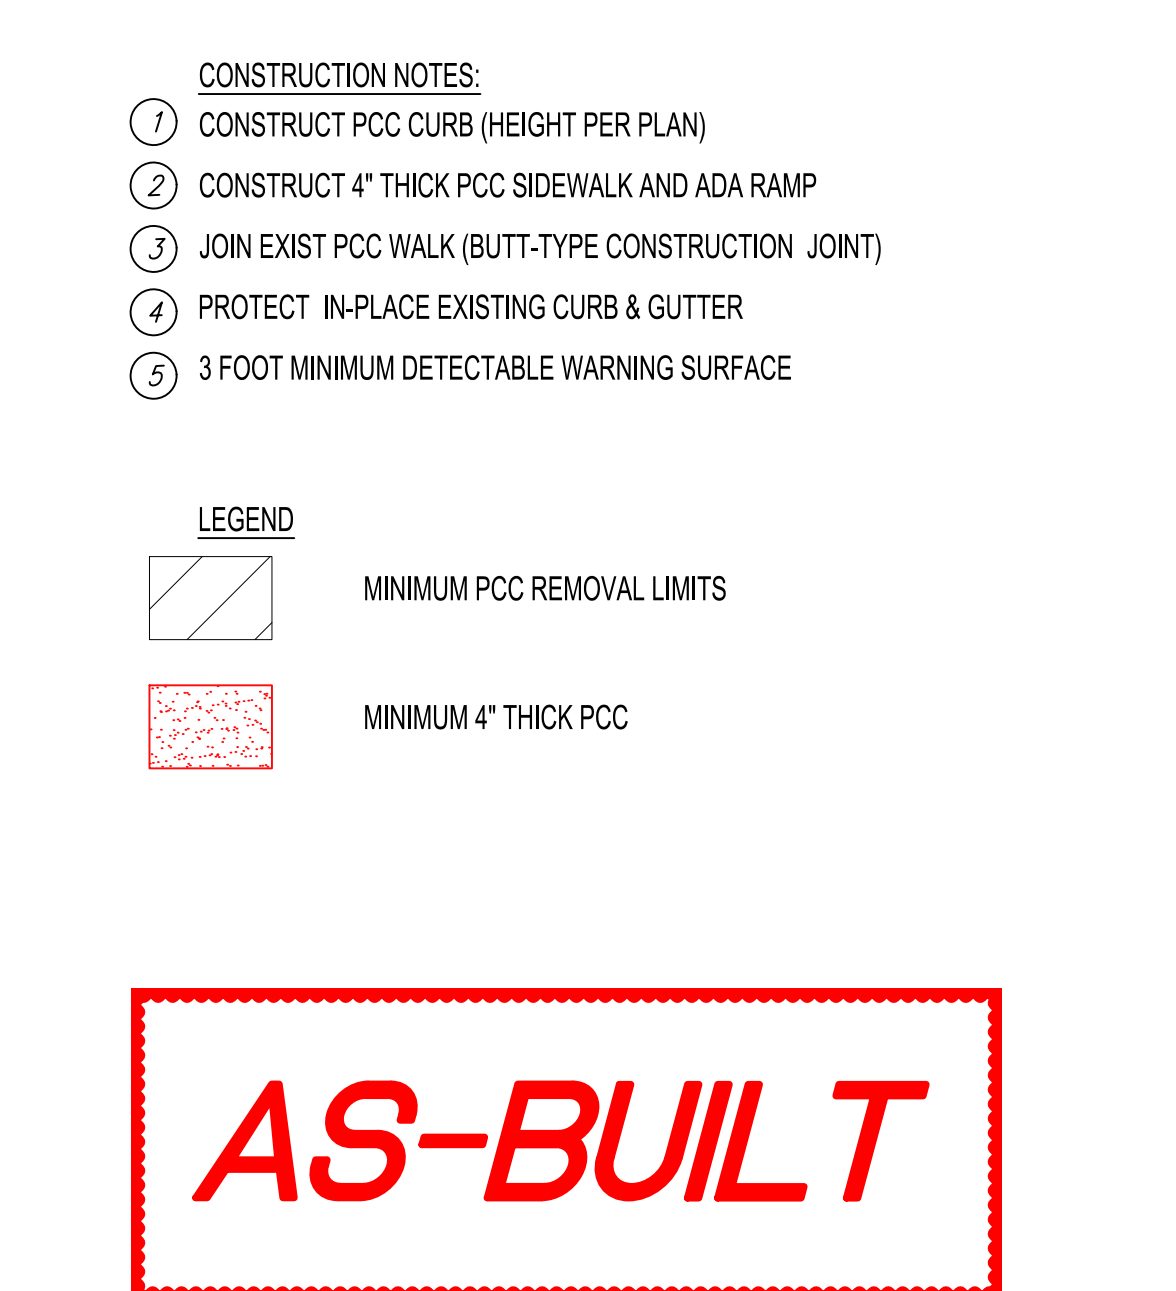 CONSTRUCTION NOTES:
1 CONSTRUCT PCC CURB (HEIGHT PER PLAN)
2 CONSTRUCT 4" THICK PCC SIDEWALK AND ADA RAMP
3 JOIN EXIST PCC WALK (BUTT-TYPE CONSTRUCTION JOINT)
4 PROTECT IN-PLACE EXISTING CURB & GUTTER
5 3 FOOT MINIMUM DETECTABLE WARNING SURFACE
LEGEND
MINIMUM PCC REMOVAL LIMITS
MINIMUM 4" THICK PCC
AS-BUILT